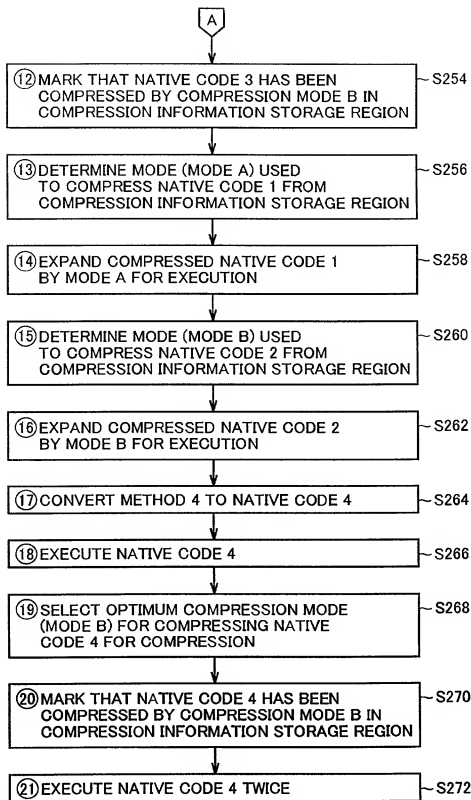 A
⑫ MARK THAT NATIVE CODE 3 HAS BEEN
COMPRESSED BY COMPRESSION MODE B IN
COMPRESSION INFORMATION STORAGE REGION
S254
⑬ DETERMINE MODE (MODE A) USED
TO COMPRESS NATIVE CODE 1 FROM
COMPRESSION INFORMATION STORAGE REGION
S256
⑭ EXPAND COMPRESSED NATIVE CODE 1
BY MODE A FOR EXECUTION
S258
⑮ DETERMINE MODE (MODE B) USED
TO COMPRESS NATIVE CODE 2 FROM
COMPRESSION INFORMATION STORAGE REGION
S260
⑯ EXPAND COMPRESSED NATIVE CODE 2
BY MODE B FOR EXECUTION
S262
⑰ CONVERT METHOD 4 TO NATIVE CODE 4
S264
⑱ EXECUTE NATIVE CODE 4
S266
⑲ SELECT OPTIMUM COMPRESSION MODE
(MODE B) FOR COMPRESSING NATIVE
CODE 4 FOR COMPRESSION
S268
⑳ MARK THAT NATIVE CODE 4 HAS BEEN
COMPRESSED BY COMPRESSION MODE B IN
COMPRESSION INFORMATION STORAGE REGION
S270
㉑ EXECUTE NATIVE CODE 4 TWICE
S272